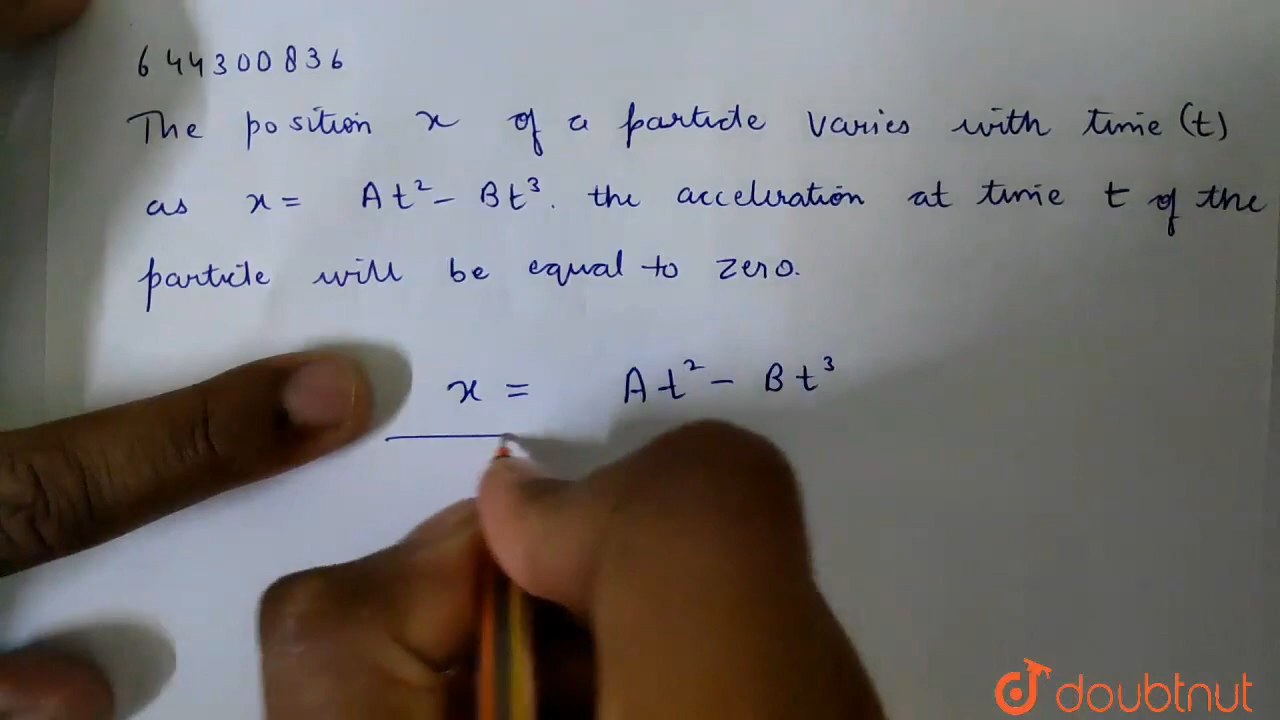 644300836
The position x of a particle varies with time (t)
as x = At² - Bt³. the acceleration at time t of the
particle will be equal to zero.
x = At² - Bt³
doubtnut